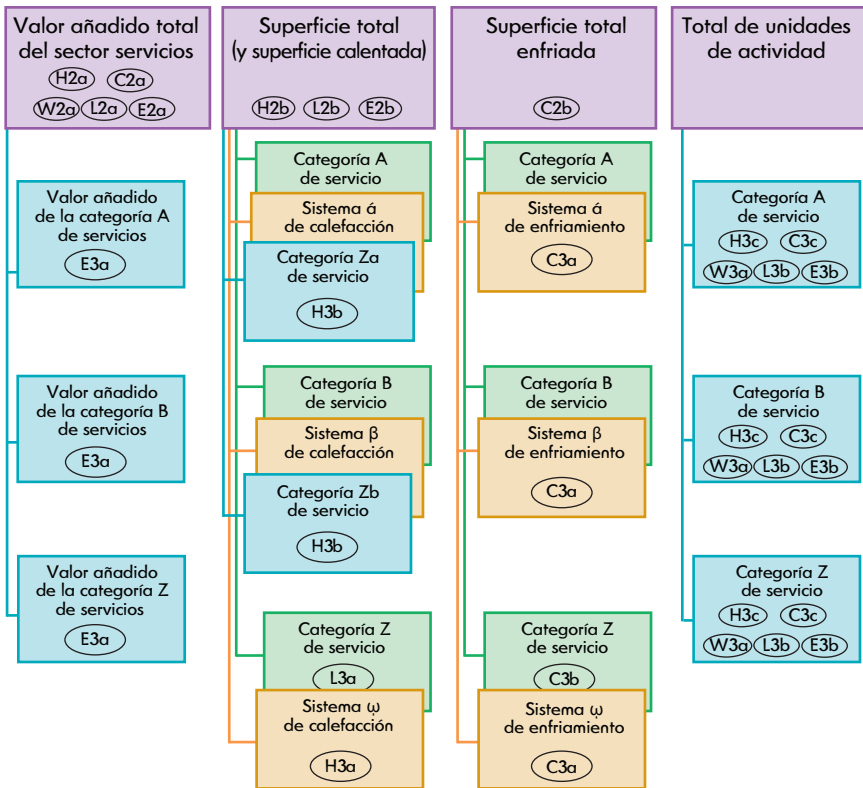 Valor añadido total
del sector servicios
H2a C2a
W2a L2a E2a
Valor añadido
de la categoría A
de servicios
E3a
Valor añadido
de la categoría B
de servicios
E3a
Valor añadido
de la categoría Z
de servicios
E3a
Superficie total
(y superficie calentada)
H2b L2b E2b
Categoría A
de servicio
Sistema á
de calefacción
Categoría Za
de servicio
H3b
Categoría B
de servicio
Sistema β
de calefacción
Categoría Zb
de servicio
H3b
Categoría Z
de servicio
L3a
Sistema ψ
de calefacción
H3a
Superficie total
enfriada
C2b
Categoría A
de servicio
Sistema á
de enfriamiento
C3a
Categoría B
de servicio
Sistema β
de enfriamiento
C3a
Categoría Z
de servicio
C3b
Sistema ψ
de enfriamiento
C3a
Total de unidades
de actividad
Categoría A
de servicio
H3c C3c
W3a L3b E3b
Categoría B
de servicio
H3c C3c
W3a L3b E3b
Categoría Z
de servicio
H3c C3c
W3a L3b E3b